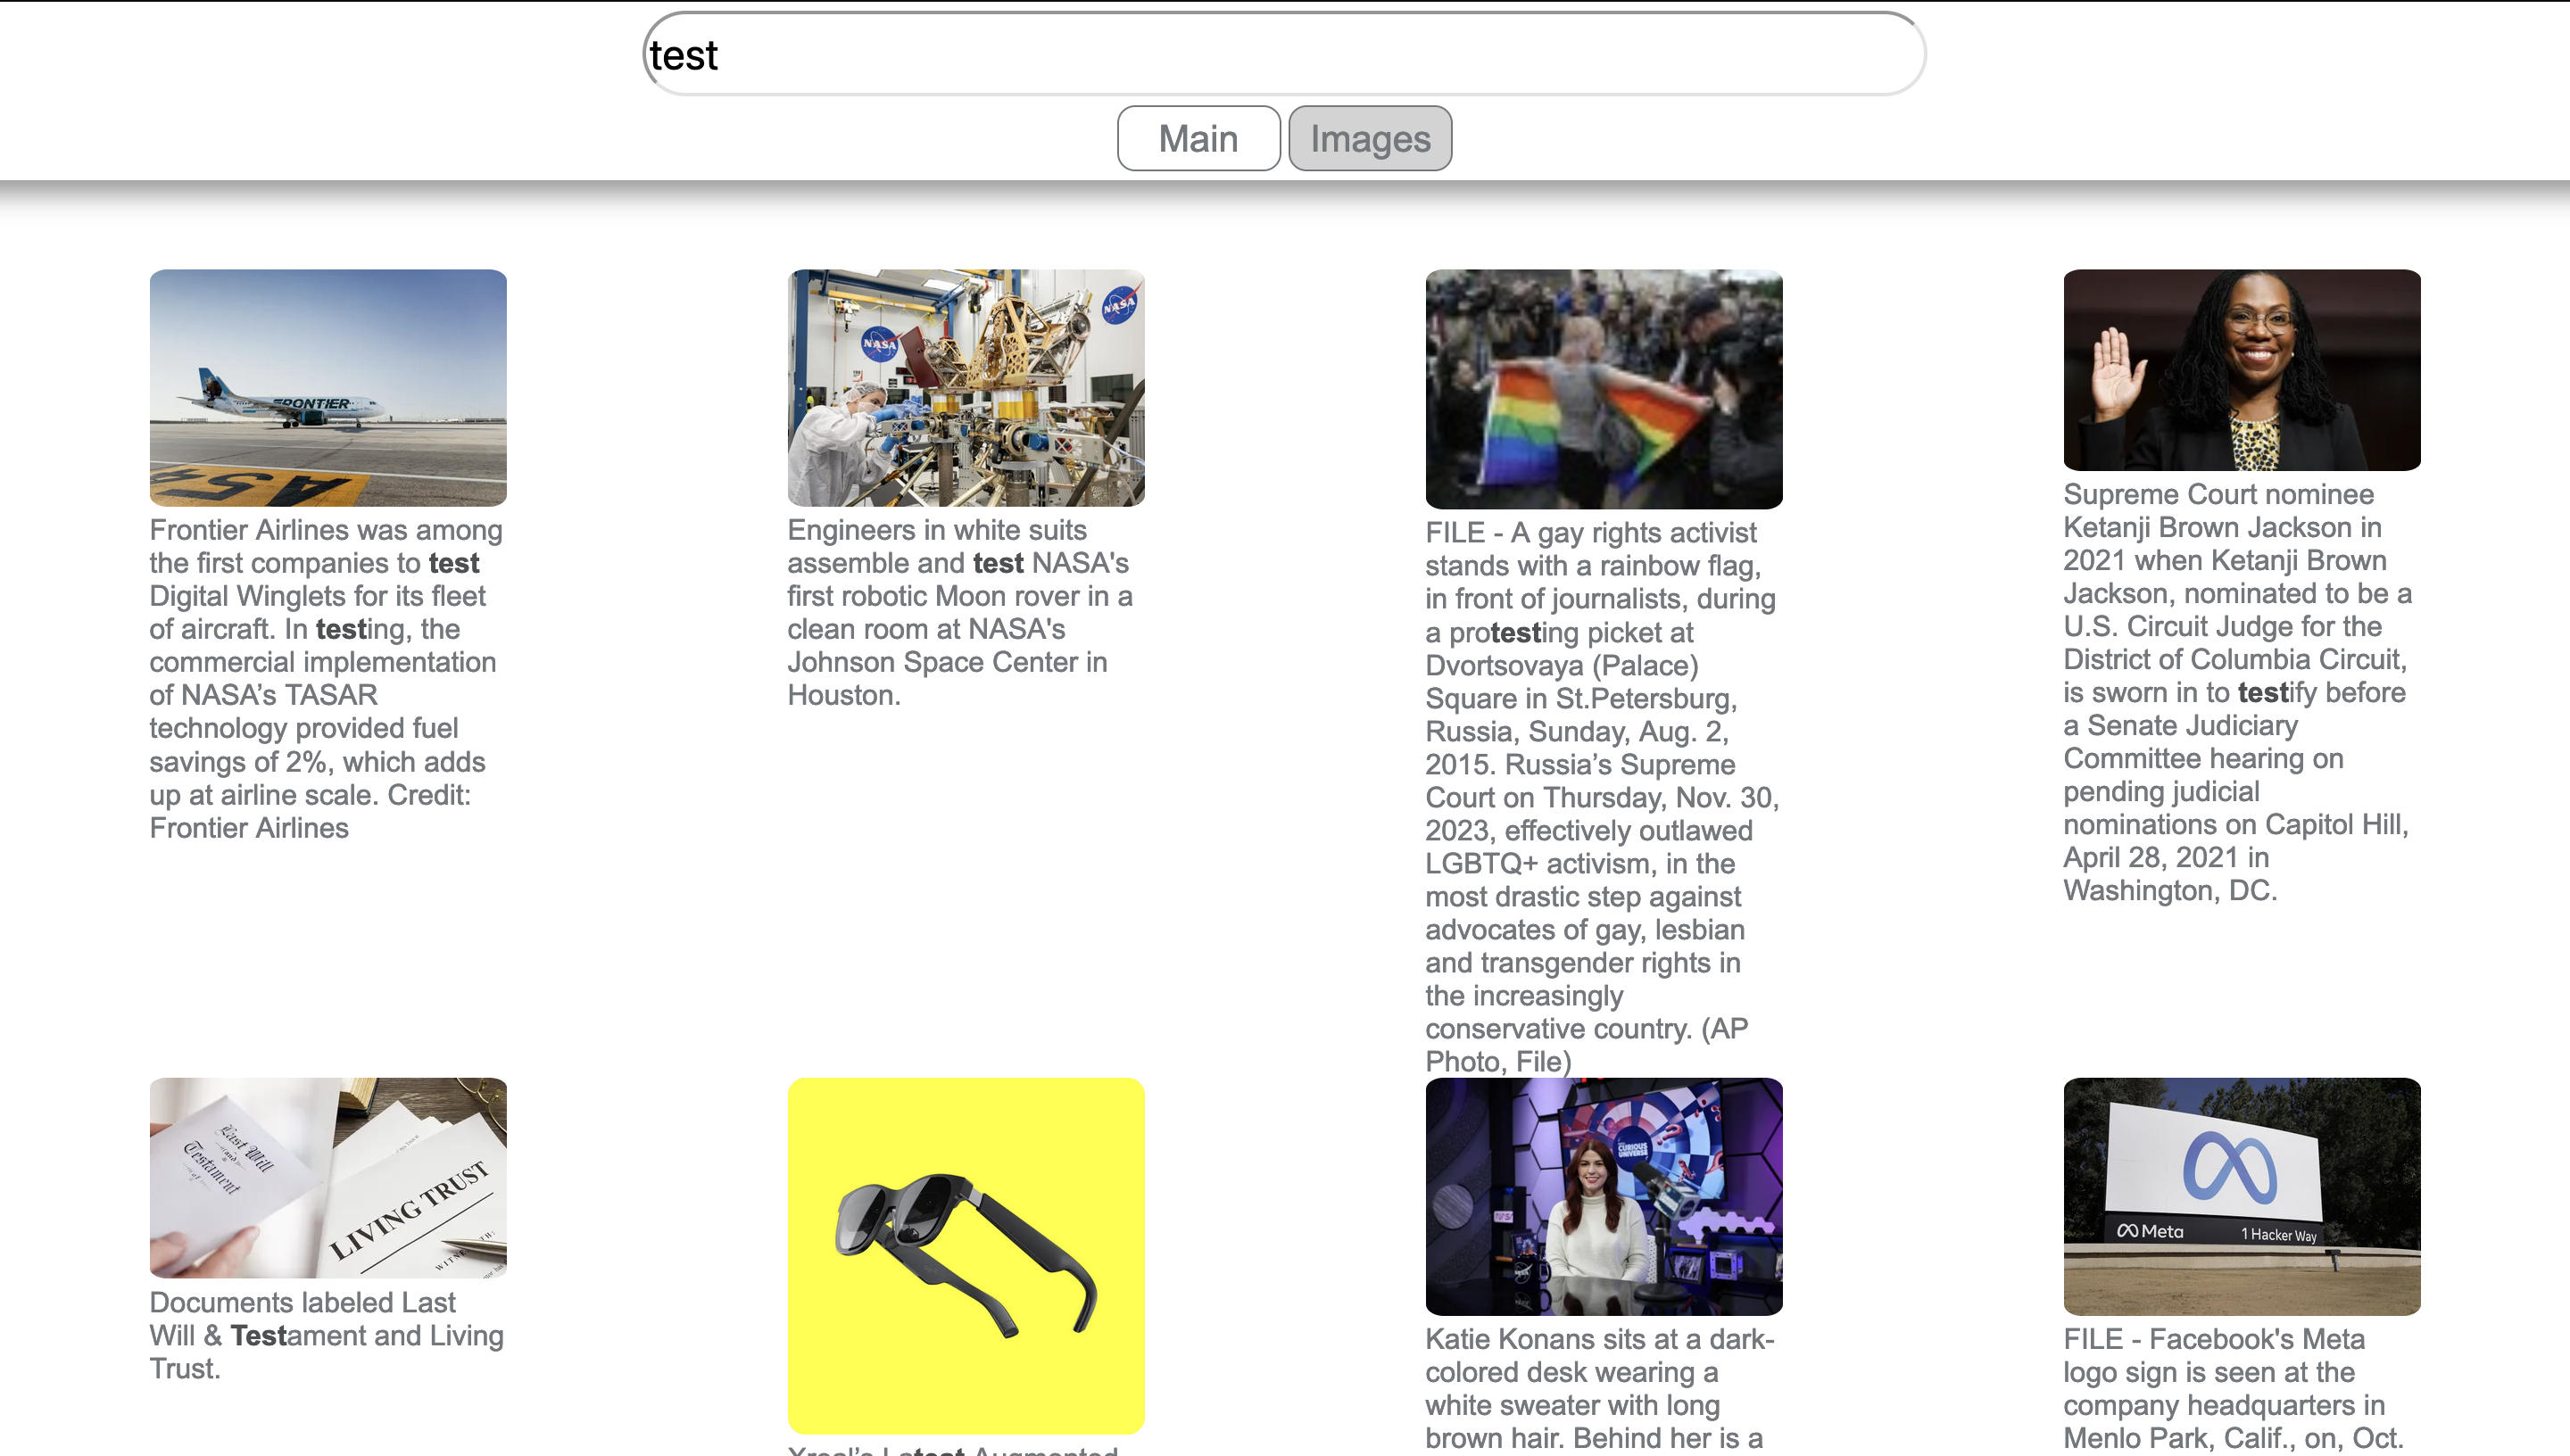 test
Main
Images
NASA
NASA
FRONTIER
A54
Frontier Airlines was among
the first companies to test
Digital Winglets for its fleet
of aircraft. In testing, the
commercial implementation
of NASA’s TASAR
technology provided fuel
savings of 2%, which adds
up at airline scale. Credit:
Frontier Airlines
Engineers in white suits
assemble and test NASA's
first robotic Moon rover in a
clean room at NASA's
Johnson Space Center in
Houston.
FILE - A gay rights activist
stands with a rainbow flag,
in front of journalists, during
a protesting picket at
Dvortsovaya (Palace)
Square in St.Petersburg,
Russia, Sunday, Aug. 2,
2015. Russia’s Supreme
Court on Thursday, Nov. 30,
2023, effectively outlawed
LGBTQ+ activism, in the
most drastic step against
advocates of gay, lesbian
and transgender rights in
the increasingly
conservative country. (AP
Photo, File)
Supreme Court nominee
Ketanji Brown Jackson in
2021 when Ketanji Brown
Jackson, nominated to be a
U.S. Circuit Judge for the
District of Columbia Circuit,
is sworn in to testify before
a Senate Judiciary
Committee hearing on
pending judicial
nominations on Capitol Hill,
April 28, 2021 in
Washington, DC.
Last Will
and
Testament
of
LIVING TRUST
Documents labeled Last
Will & Testament and Living
Trust.
Xreal’s Latest Augmented
CURIOUS
UNIVERSE
NASA
Katie Konans sits at a dark-
colored desk wearing a
white sweater with long
brown hair. Behind her is a
Meta
1 Hacker Way
FILE - Facebook's Meta
logo sign is seen at the
company headquarters in
Menlo Park, Calif., on, Oct.